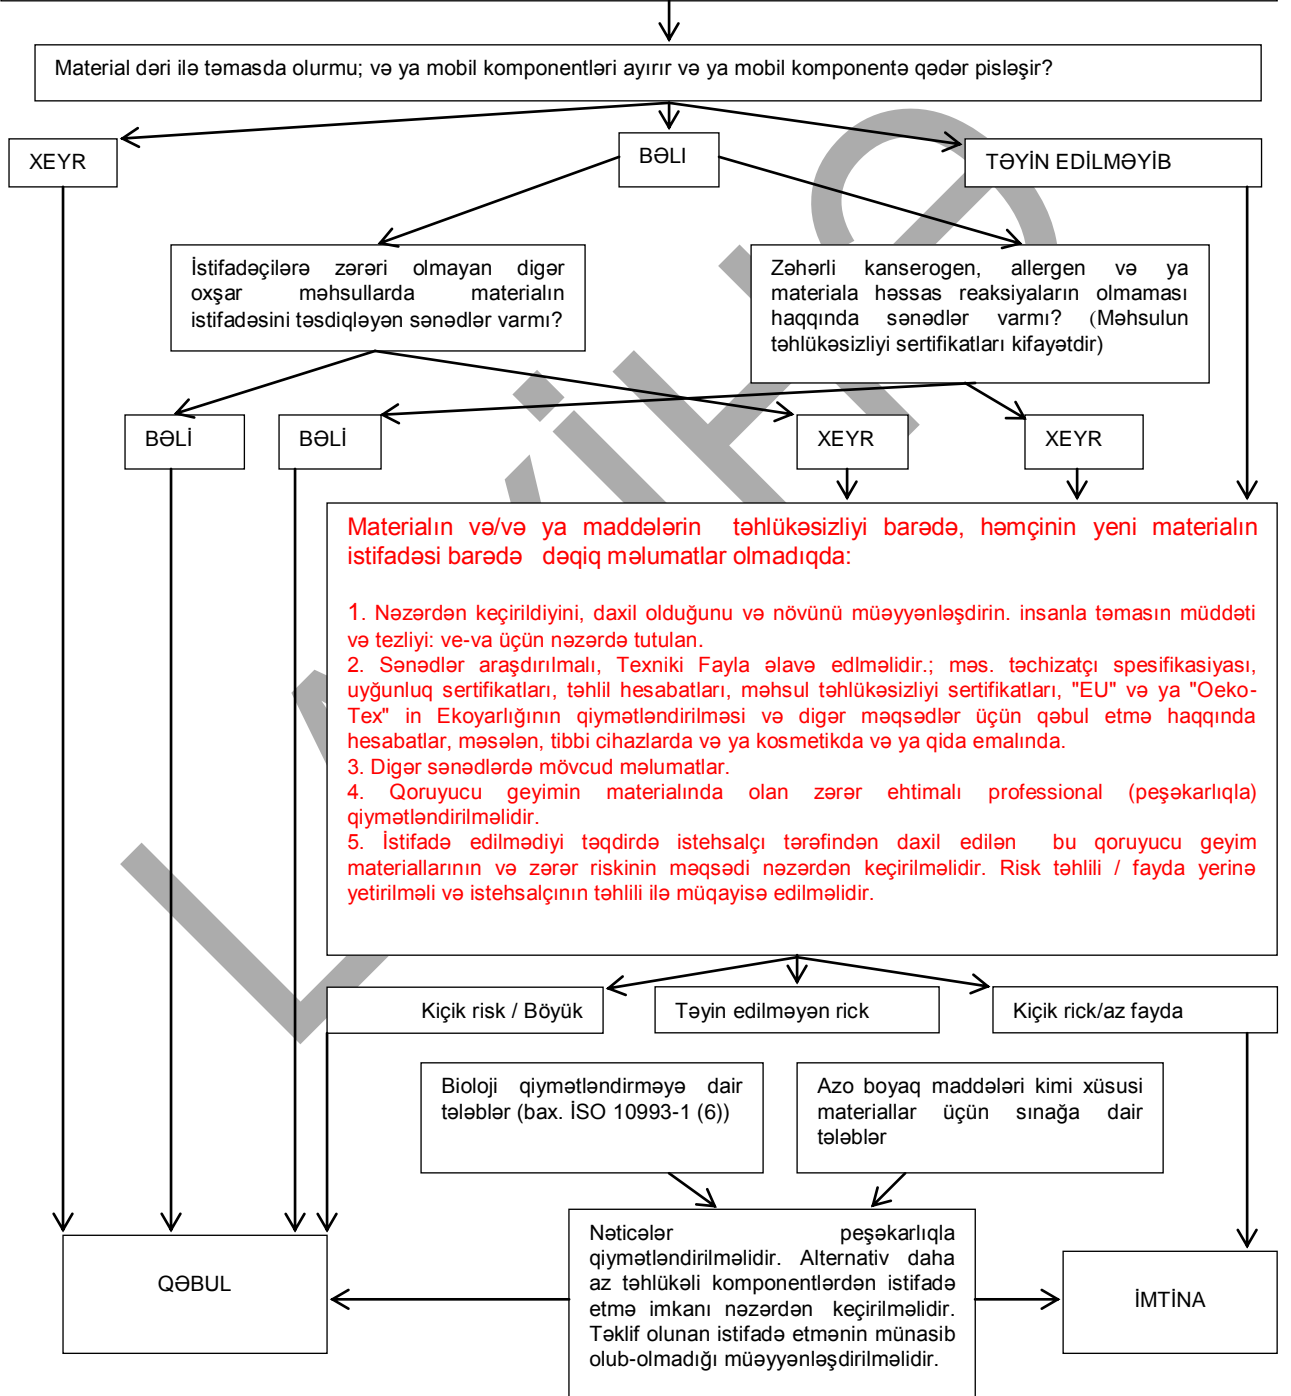 Material dəri ilə təmasda olurmu; və ya mobil komponentləri ayırır və ya mobil komponentə qədər pisləşir?
XEYR
BƏLI
TƏYİN EDİLMƏYİB
İstifadəçilərə zərəri olmayan digər
oxşar məhsullarda materialın
istifadəsini təsdiqləyən sənədlər varmı?
Zəhərli kanserogen, allergen və ya
materiala həssas reaksiyaların olmaması
haqqında sənədlər varmı? (Məhsulun
təhlükəsizliyi sertifikatları kifayətdir)
BƏLİ
BƏLİ
XEYR
XEYR
Materialın və/və ya maddələrin təhlükəsizliyi barədə, həmçinin yeni materialın
istifadəsi barədə dəqiq məlumatlar olmadıqda:
1. Nəzərdən keçirildiyini, daxil olduğunu və növünü müəyyənləşdirin. insanla təmasın müddəti
və tezliyi: ve-va üçün nəzərdə tutulan.
2. Sənədlər araşdırılmalı, Texniki Fayla əlavə edlməlidir.; məs. təchizatçı spesifikasiyası,
uyğunluq sertifikatları, təhlil hesabatları, məhsul təhlükəsizliyi sertifikatları, "EU" və ya "Oeko-
Tex" in Ekoyarlığının qiymətləndirilməsi və digər məqsədlər üçün qəbul etmə haqqında
hesabatlar, məsələn, tibbi cihazlarda və ya kosmetikda və ya qida emalında.
3. Digər sənədlərdə mövcud məlumatlar.
4. Qoruyucu geyimin materialında olan zərər ehtimalı professional (peşəkarlıqla)
qiymətləndirilməlidir.
5. İstifadə edilmədiyi təqdirdə istehsalçı tərəfindən daxil edilən bu qoruyucu geyim
materiallarının və zərər riskinin məqsədi nəzərdən keçirilməlidir. Risk təhlili / fayda yerinə
yetirilməli və istehsalçının təhlili ilə müqayisə edilməlidir.
Kiçik risk / Böyük
Təyin edilməyən rick
Kiçik rick/az fayda
Bioloji qiymətləndirməyə dair
tələblər (bax. İSO 10993-1 (6))
Azo boyaq maddələri kimi xüsusi
materiallar üçün sınağa dair
tələblər
Nəticələr peşəkarlıqla
qiymətləndirilməlidir. Alternativ daha
az təhlükəli komponentlərdən istifadə
etmə imkanı nəzərdən keçirilməlidir.
Təklif olunan istifadə etmənin münasib
olub-olmadığı müəyyənləşdirilməlidir.
QƏBUL
İMTİNA
LAYİHƏ